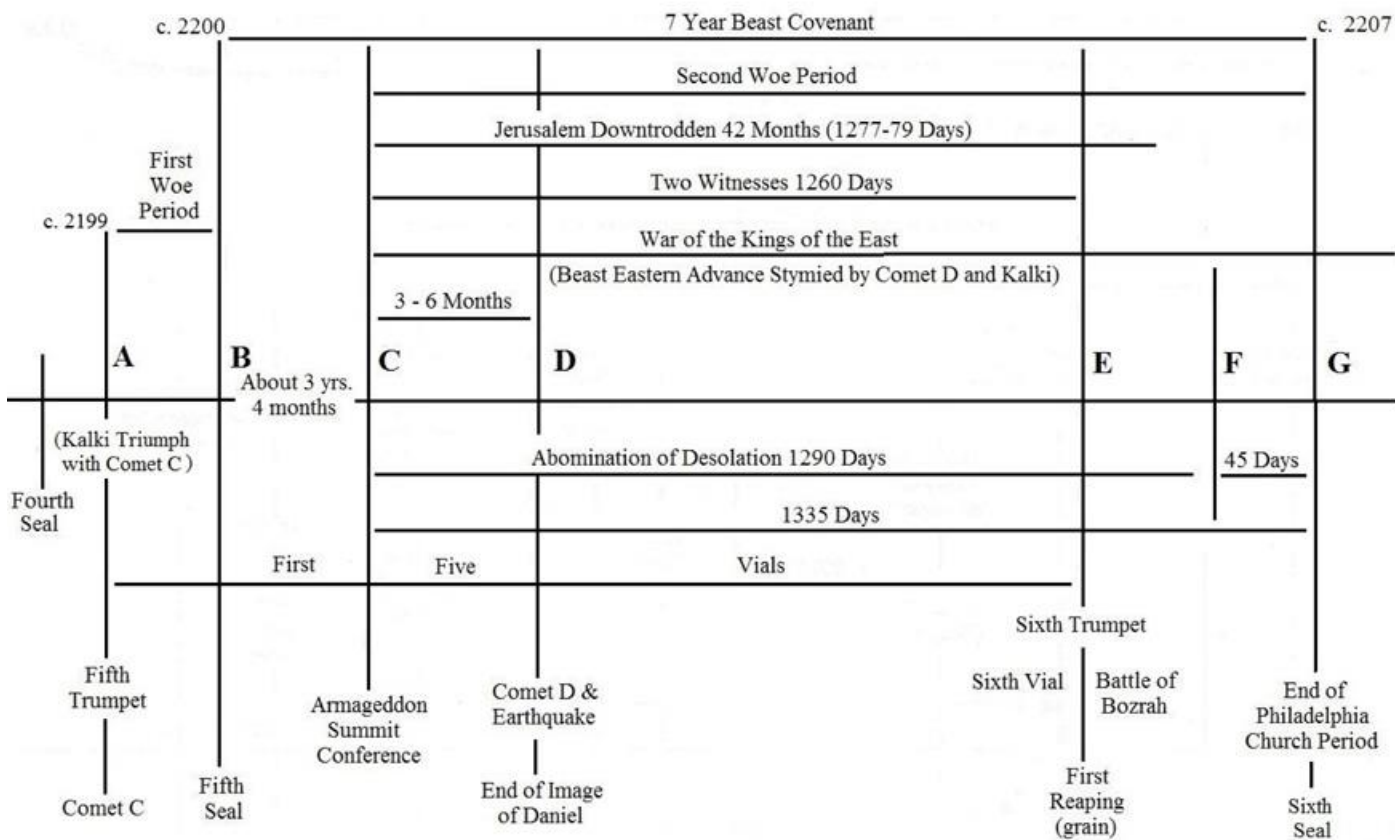 c. 2200
7 Year Beast Covenant
c. 2207
Second Woe Period
Jerusalem Downtrodden 42 Months (1277-79 Days)
First
Woe
Period
Two Witnesses 1260 Days
c. 2199
War of the Kings of the East
(Beast Eastern Advance Stymied by Comet D and Kalki)
3 - 6 Months
A
B
C
D
E
F
G
About 3 yrs.
4 months
(Kalki Triumph
with Comet C )
Fourth
Seal
Abomination of Desolation 1290 Days
45 Days
1335 Days
First
Five
Vials
Sixth Trumpet
Fifth
Trumpet
Comet C
Fifth
Seal
Armageddon
Summit
Conference
Comet D &
Earthquake
End of Image
of Daniel
Sixth Vial
Battle of
Bozrah
First
Reaping
(grain)
End of
Philadelphia
Church Period
Sixth
Seal